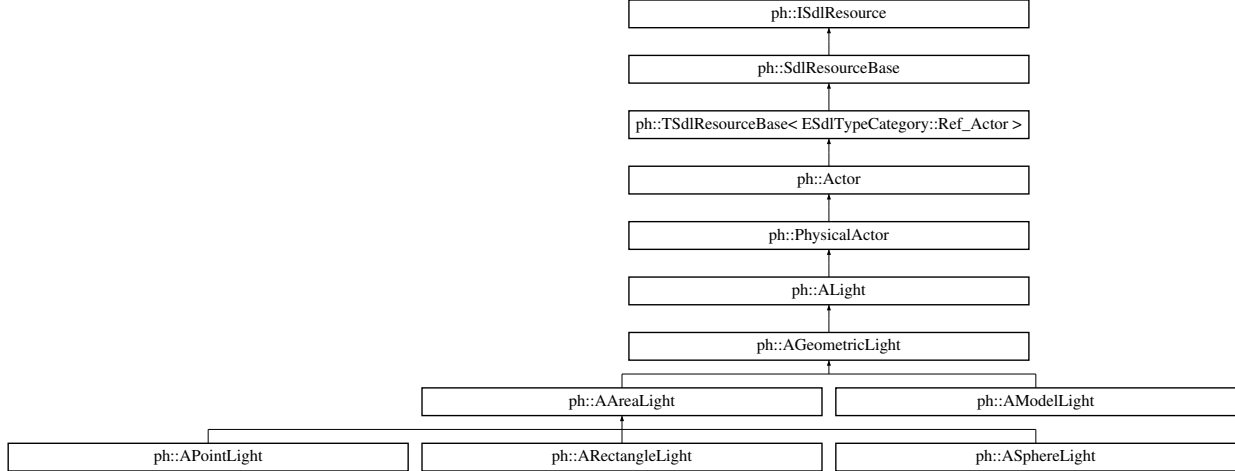 ph::ISdlResource
ph::SdlResourceBase
ph::TSdlResourceBase< ESdlTypeCategory::Ref_Actor >
ph::Actor
ph::PhysicalActor
ph::ALight
ph::AGeometricLight
ph::AAreaLight ph::AModelLight
ph::APointLight ph::ARectangleLight ph::ASphereLight